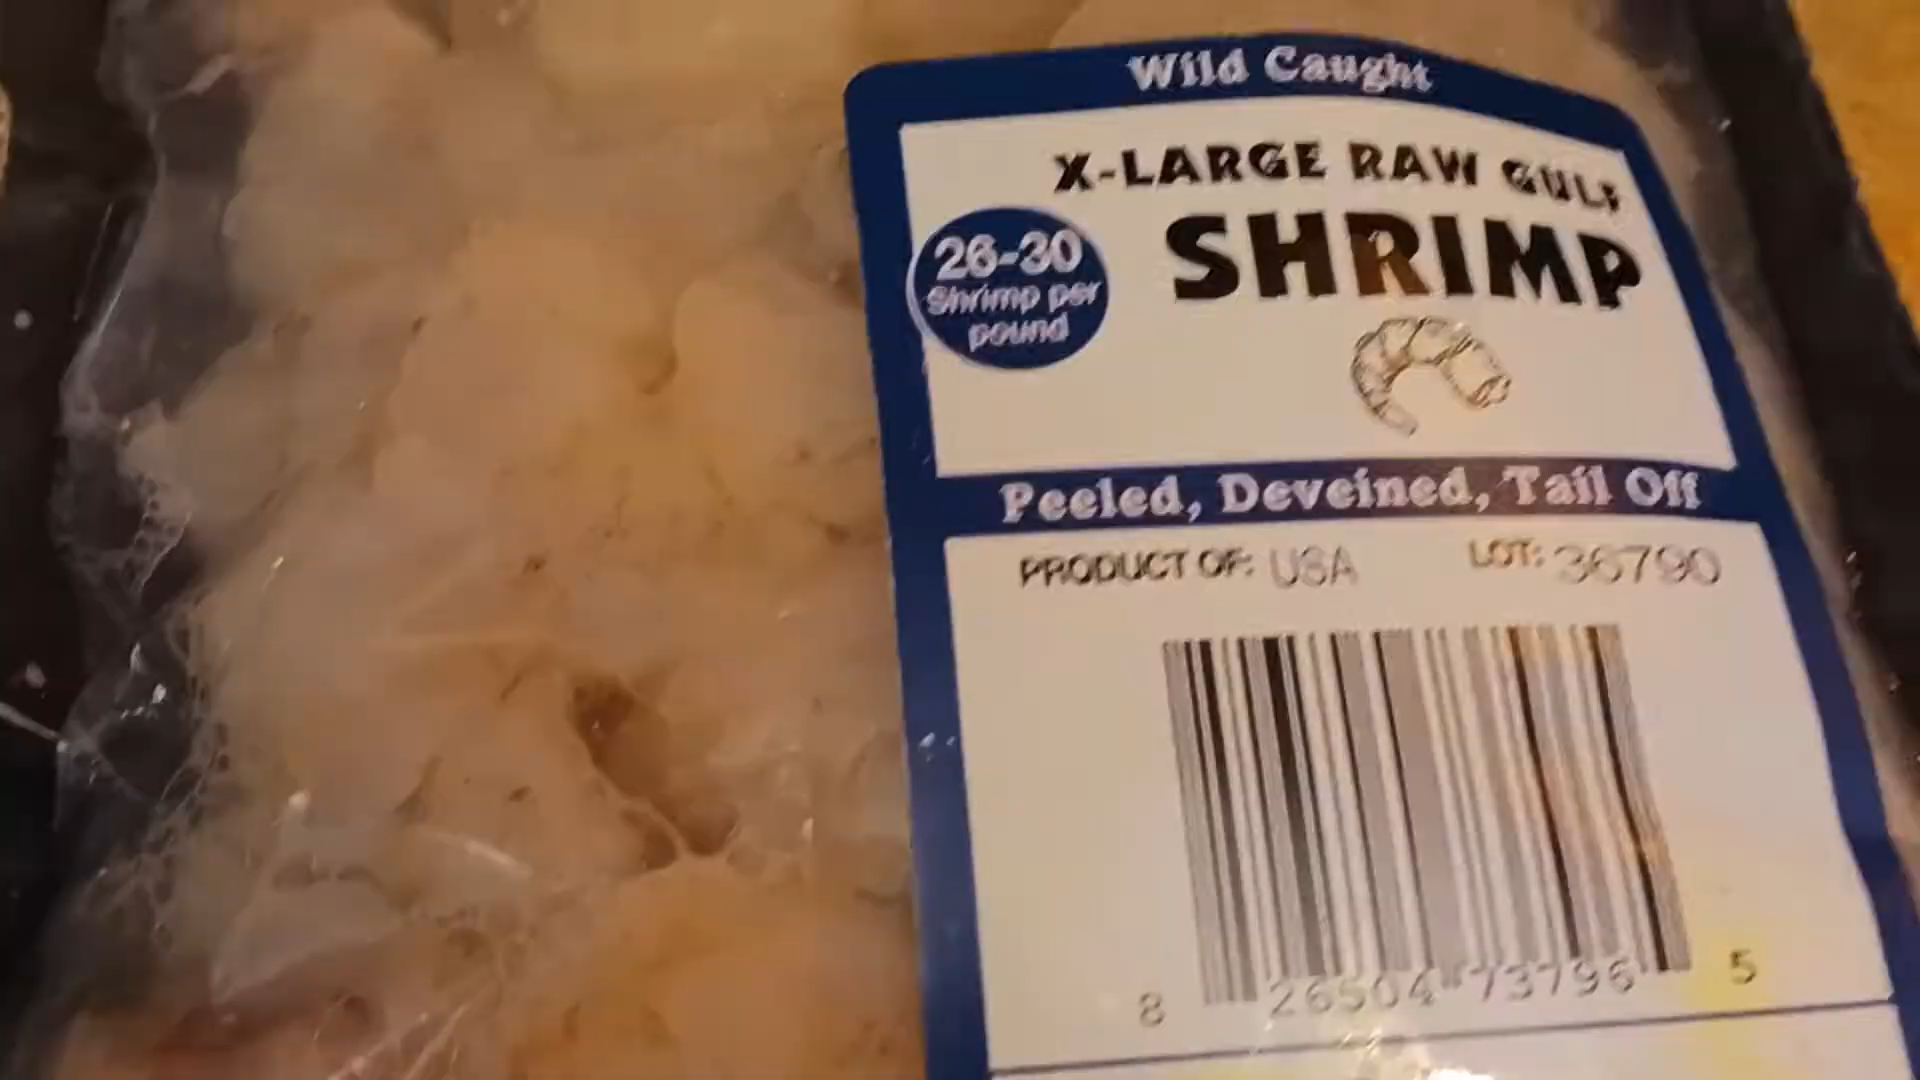 Wild Caught
X-LARGE RAW GULF
SHRIMP
26-30
Shrimp per
pound
Peeled, Deveined, Tail Off
PRODUCT OF: USA LOT: 36790
8 26504 73796 5